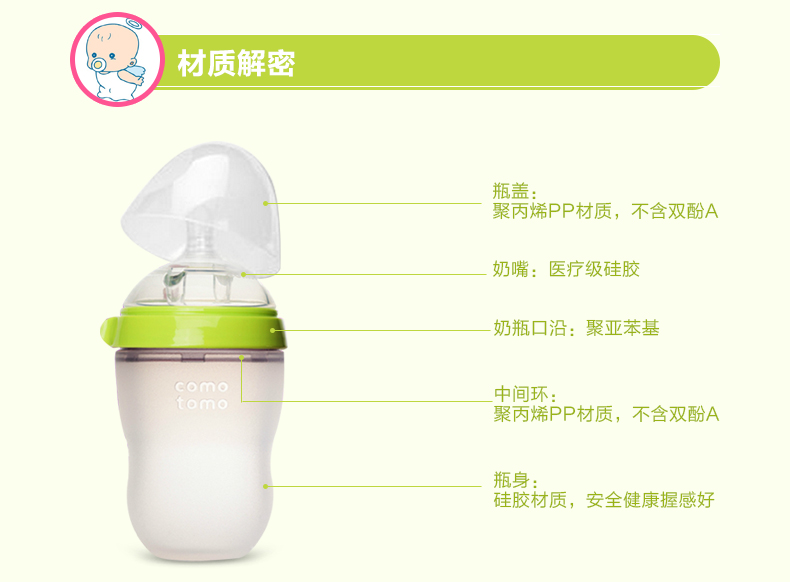 材质解密
瓶盖：
聚丙烯PP材质，不含双酚A
奶嘴：医疗级硅胶
奶瓶口沿：聚亚苯基
como
tomo
中间环：
聚丙烯PP材质，不含双酚A
瓶身：
硅胶材质，安全健康握感好